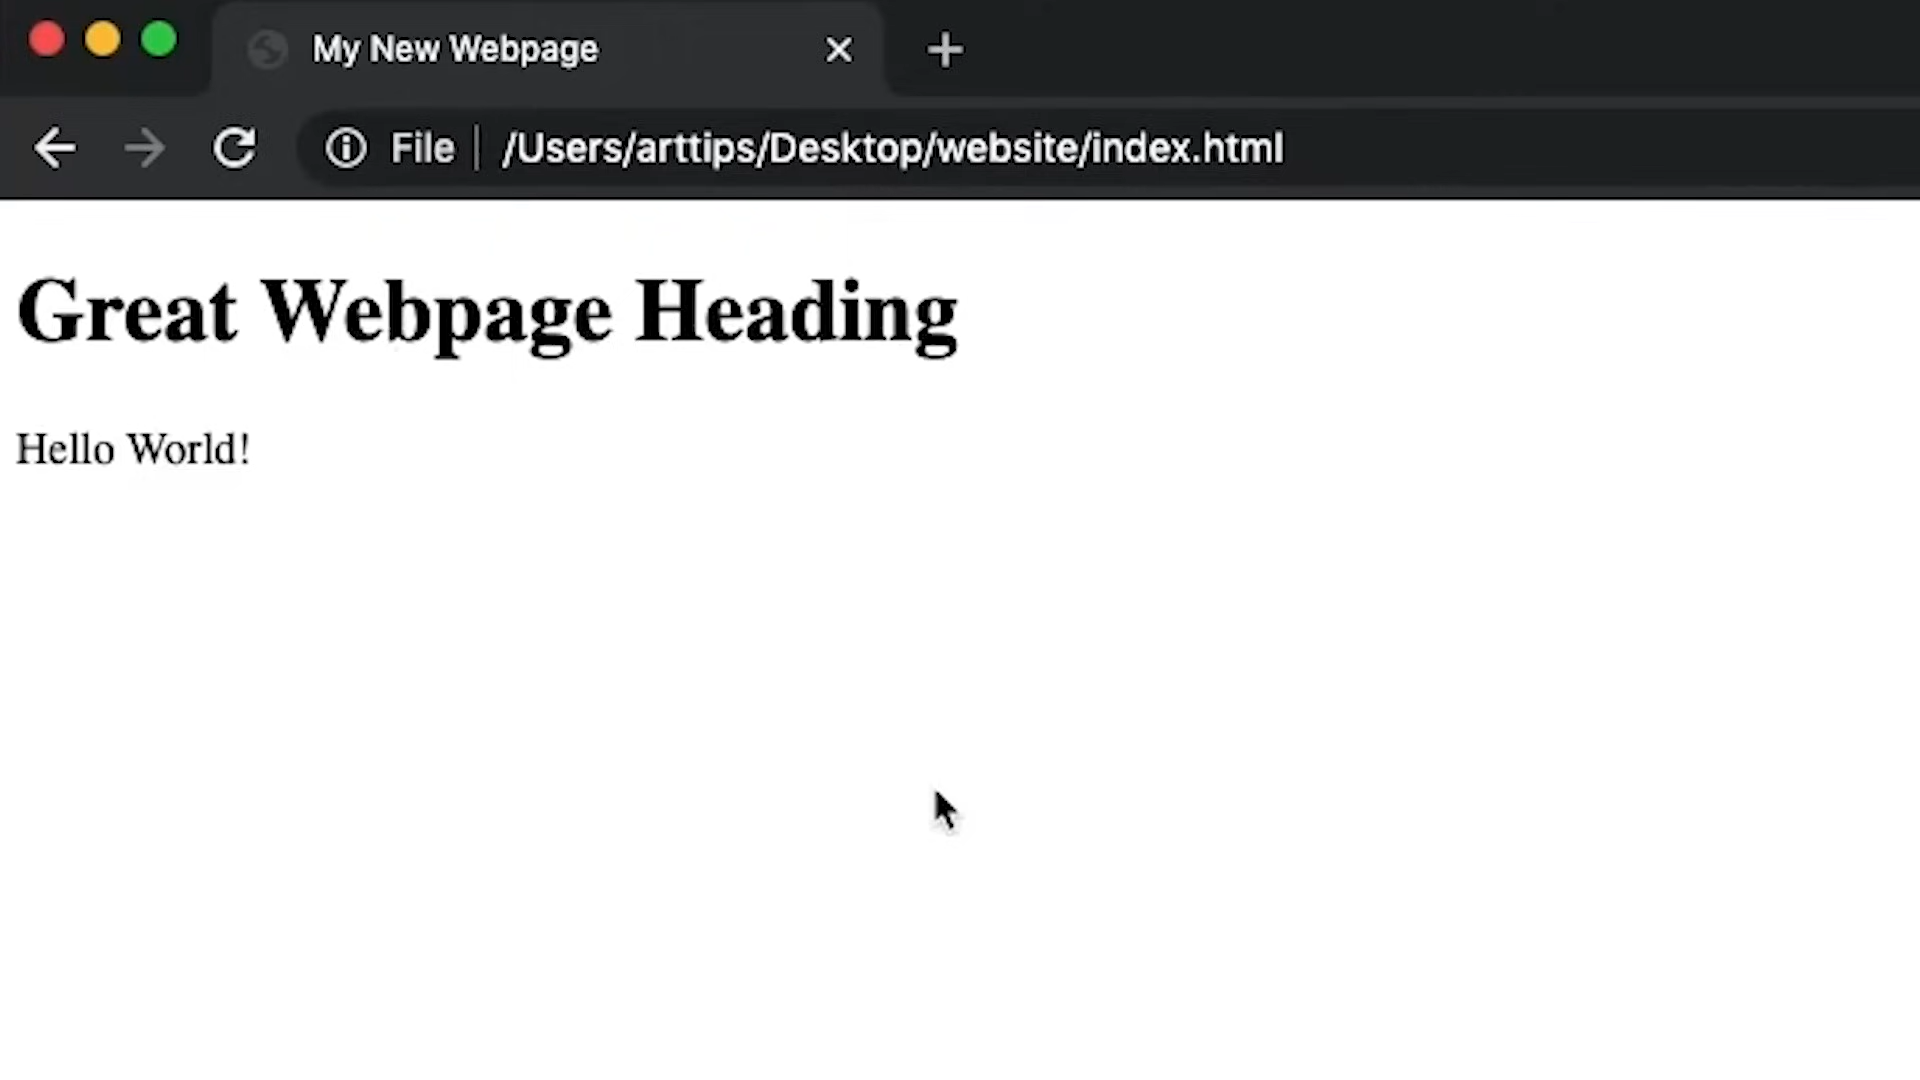 My New Webpage
File | /Users/arttips/Desktop/website/index.html
Great Webpage Heading
Hello World!